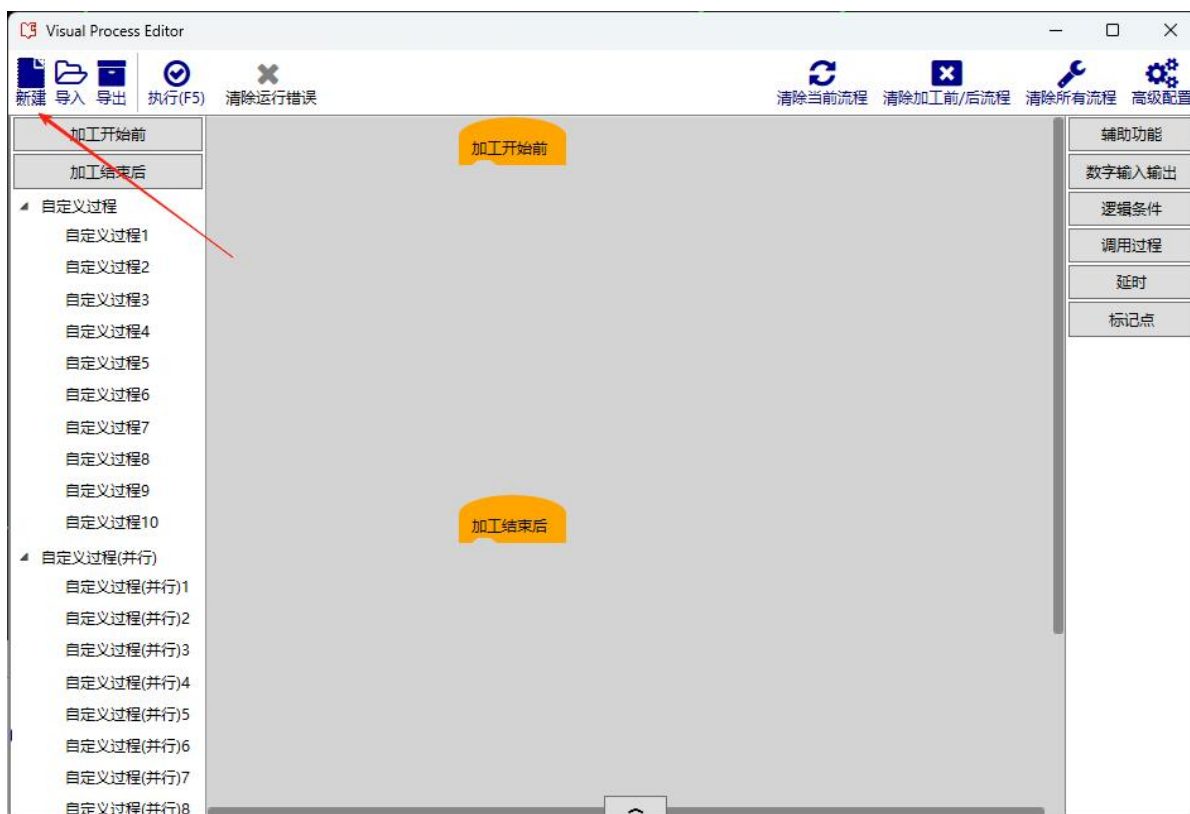 Visual Process Editor
新建 导入 导出 执行(F5) 清除运行错误 清除当前流程 清除加工前/后流程 清除所有流程 高级配置
加工开始前
加工结束后
自定义过程
自定义过程1
自定义过程2
自定义过程3
自定义过程4
自定义过程5
自定义过程6
自定义过程7
自定义过程8
自定义过程9
自定义过程10
自定义过程(并行)
自定义过程(并行)1
自定义过程(并行)2
自定义过程(并行)3
自定义过程(并行)4
自定义过程(并行)5
自定义过程(并行)6
自定义过程(并行)7
自定义过程(并行)8
加工开始前
加工结束后
辅助功能
数字输入输出
逻辑条件
调用过程
延时
标记点